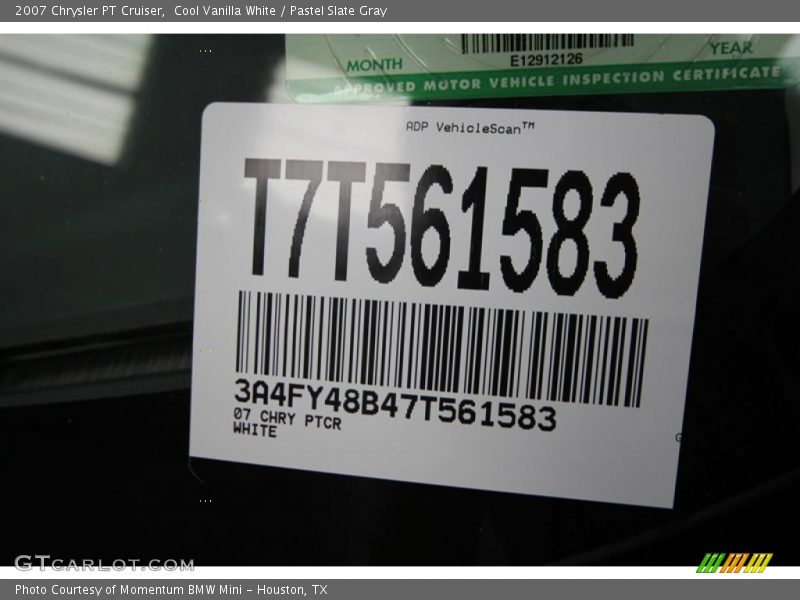 2007 Chrysler PT Cruiser,  Cool Vanilla White / Pastel Slate Gray
MONTH
E12912126
YEAR
APPROVED MOTOR VEHICLE INSPECTION CERTIFICATE
ADP VehicleScan™
T7T561583
3A4FY48B47T561583
07 CHRY PTCR
WHITE
G
GTcarlot.com
Photo Courtesy of Momentum BMW Mini - Houston, TX